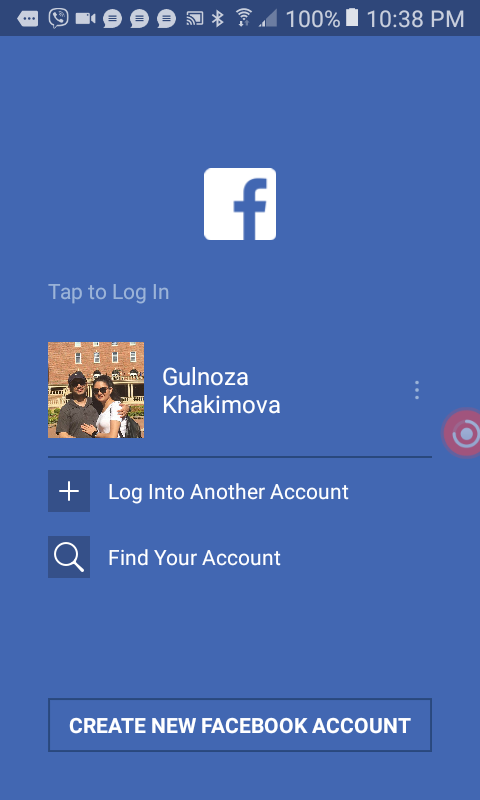 100% 10:38 PM
f
Tap to Log In
Gulnoza
Khakimova
Log Into Another Account
Find Your Account
CREATE NEW FACEBOOK ACCOUNT